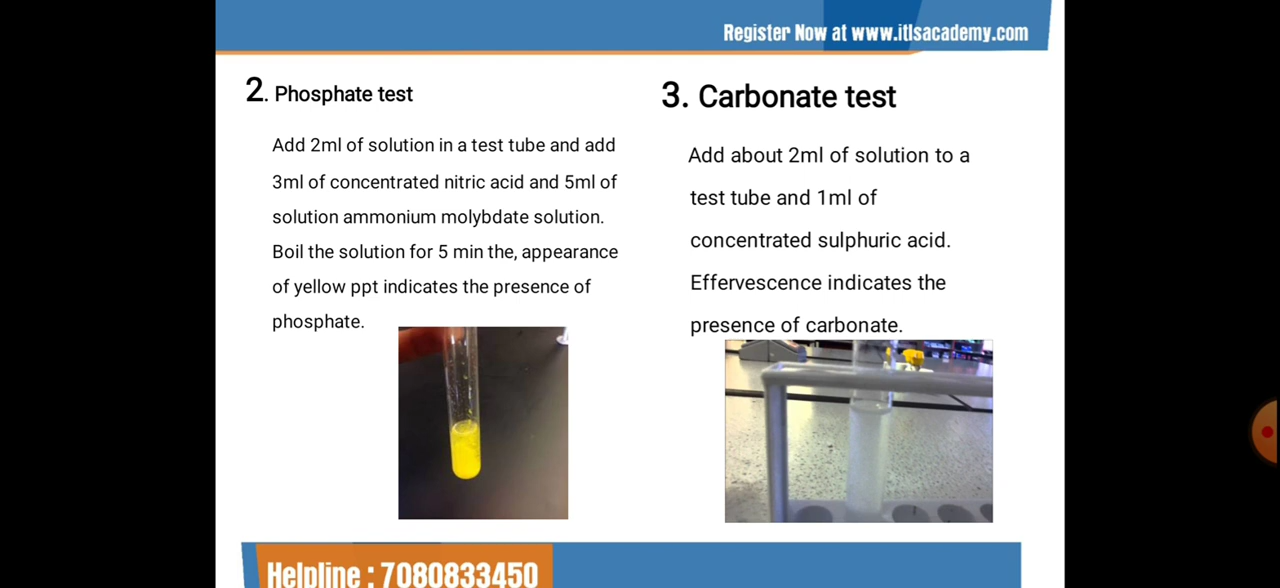 Register Now at www.itlsacademy.com
2. Phosphate test
Add 2ml of solution in a test tube and add
3ml of concentrated nitric acid and 5ml of
solution ammonium molybdate solution.
Boil the solution for 5 min the, appearance
of yellow ppt indicates the presence of
phosphate.
3. Carbonate test
Add about 2ml of solution to a
test tube and 1ml of
concentrated sulphuric acid.
Effervescence indicates the
presence of carbonate.
Helpline : 7080833450